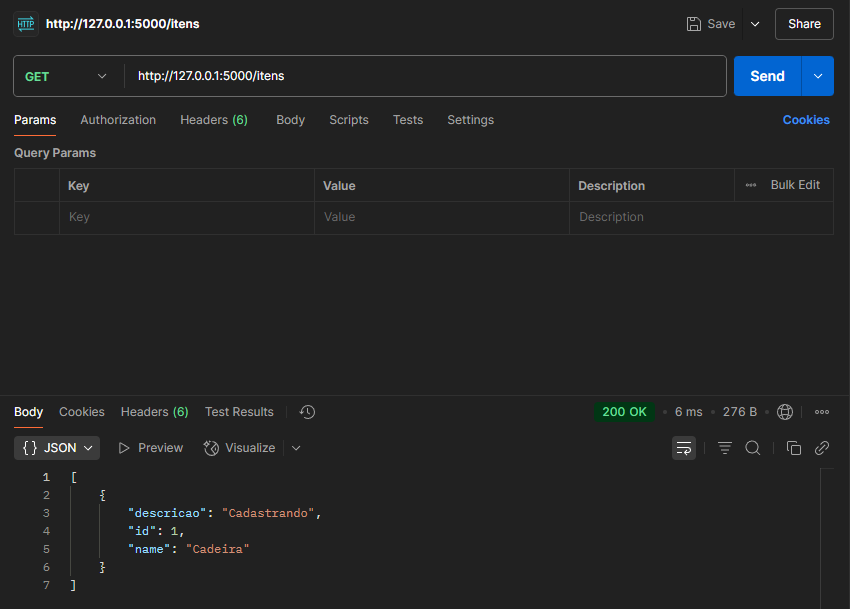 HTTP http://127.0.0.1:5000/itens Save Share
GET http://127.0.0.1:5000/itens Send
Params Authorization Headers (6) Body Scripts Tests Settings Cookies
Query Params
Key Value Description ••• Bulk Edit
Key Value Description
Body Cookies Headers (6) Test Results 200 OK • 6 ms • 276 B •
{} JSON Preview Visualize
1 [
2 {
3 "descricao": "Cadastrando",
4 "id": 1,
5 "name": "Cadeira"
6 }
7 ]